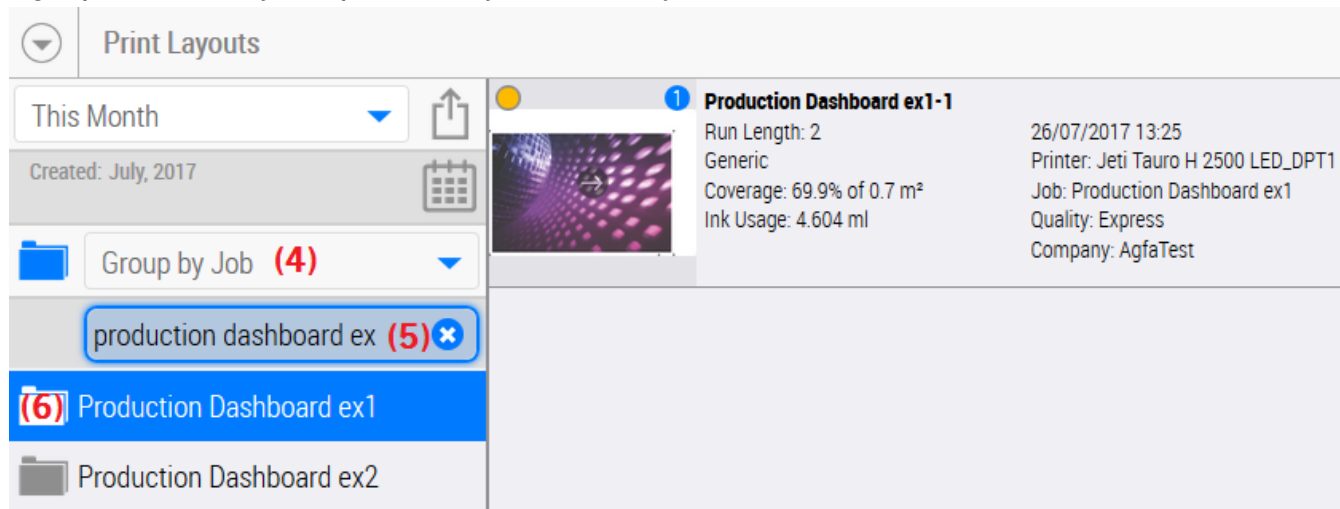 Print Layouts
This Month
Created: July, 2017
Group by Job (4)
production dashboard ex (5)
(6) Production Dashboard ex1
Production Dashboard ex2
1
Production Dashboard ex1-1
Run Length: 2
Generic
Coverage: 69.9% of 0.7 m²
Ink Usage: 4.604 ml
26/07/2017 13:25
Printer: Jeti Tauro H 2500 LED_DPT1
Job: Production Dashboard ex1
Quality: Express
Company: AgfaTest